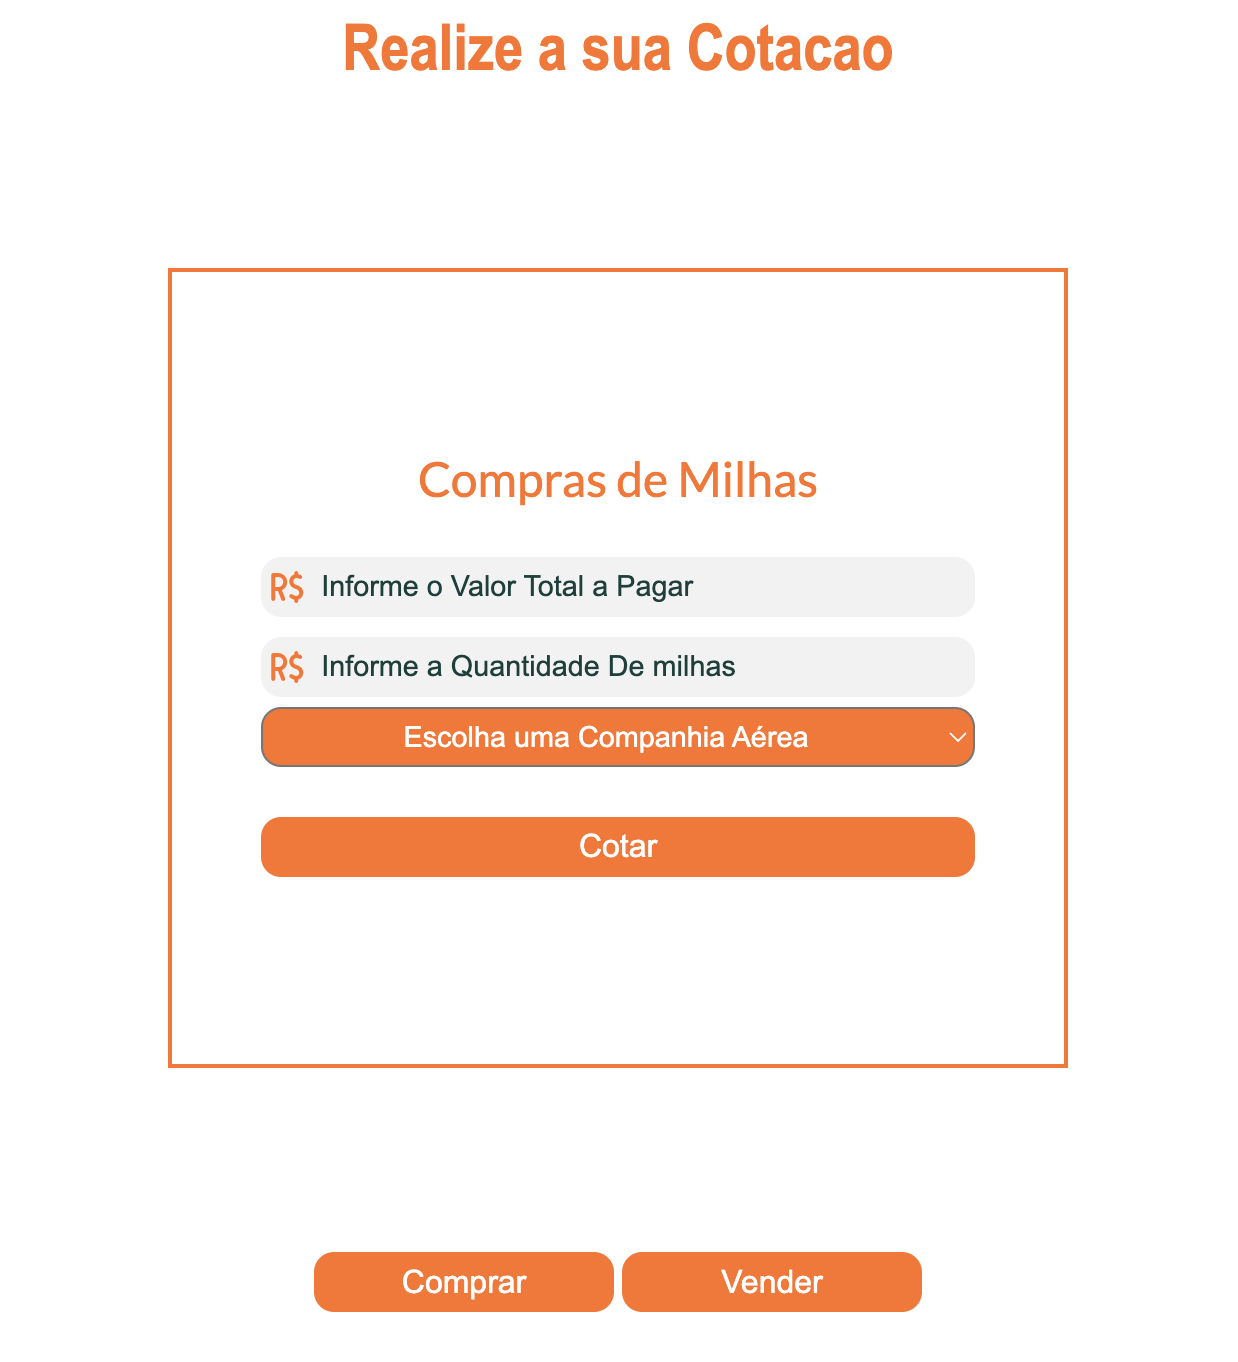 Realize a sua Cotacao
Compras de Milhas
R$ Informe o Valor Total a Pagar
R$ Informe a Quantidade De milhas
Escolha uma Companhia Aérea
Cotar
Comprar Vender